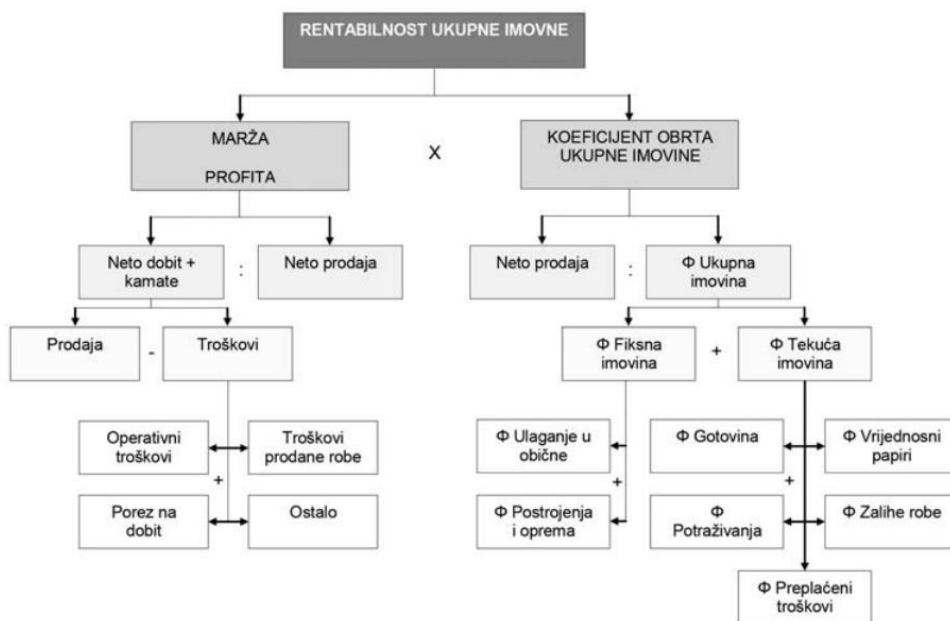 RENTABILNOST UKUPNE IMOVNE
MARŽA
PROFITA
X
KOEFICIJENT OBRTA
UKUPNE IMOVINE
Neto dobit +
kamate
:
Neto prodaja
Neto prodaja
:
Φ Ukupna
imovina
Prodaja
-
Troškovi
Φ Fiksna
imovina
+
Φ Tekuća
imovina
Operativni
troškovi
Troškovi
prodane robe
+
Porez na
dobit
Ostalo
Φ Ulaganje u
obične
+
Φ Postrojenja
i oprema
Φ Gotovina
Φ Vrijednosni
papiri
+
Φ
Potraživanja
Φ Zalihe robe
Φ Preplaćeni
troškovi